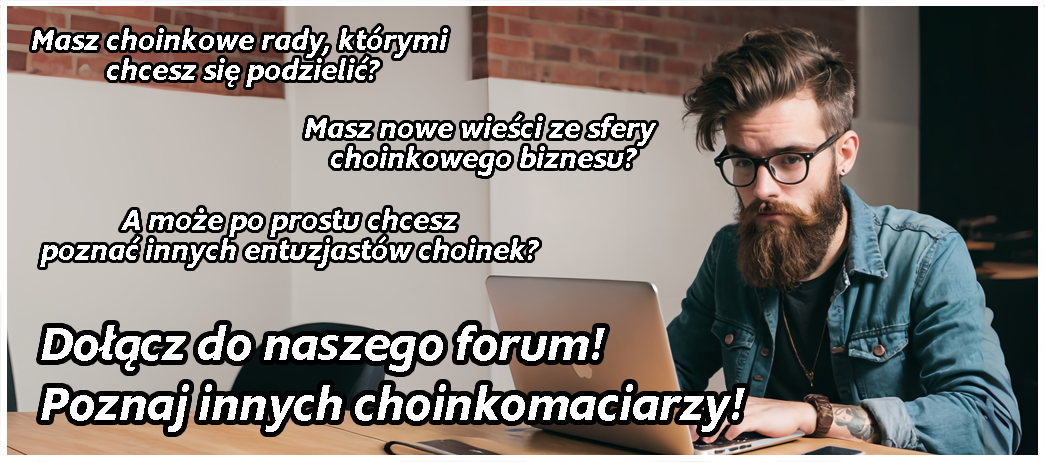 Masz choinkowe rady, którymi
chcesz się podzielić?
Masz nowe wieści ze sfery
choinkowego biznesu?
A może po prostu chcesz
poznać innych entuzjastów choinek?
Dołącz do naszego forum!
Poznaj innych choinkomaciarzy!